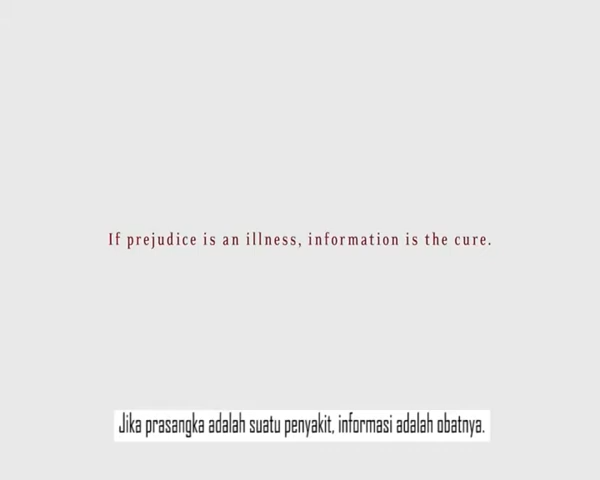 If prejudice is an illness, information is the cure.
Jika prasangka adalah suatu penyakit, informasi adalah obatnya.